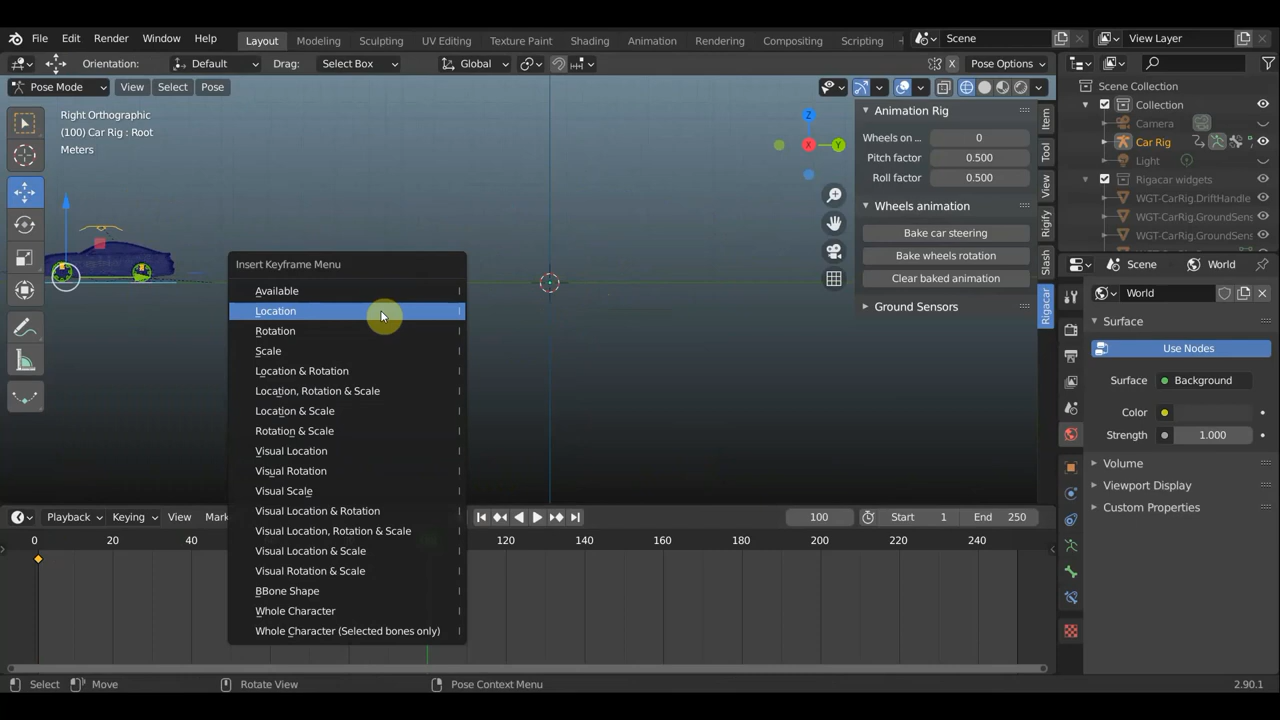 File Edit Render Window Help Layout Modeling Sculpting UV Editing Texture Paint Shading Animation Rendering Compositing Scripting Scene View Layer
Orientation: Default Drag: Select Box Global X Pose Options
Pose Mode View Select Pose
Right Orthographic
(100) Car Rig : Root
Meters
Z
X
Y
Animation Rig
Wheels on ... 0
Pitch factor 0.500
Roll factor 0.500
Wheels animation
Bake car steering
Bake wheels rotation
Clear baked animation
Ground Sensors
Item
Tool
View
Rigify
Slash
Rigacar
Scene Collection
Collection
Camera
Car Rig
Light
Rigacar widgets
WGT-CarRig.DriftHandle
WGT-CarRig.GroundSens
WGT-CarRig.GroundSens
Scene World
World
Surface
Use Nodes
Surface Background
Color
Strength 1.000
Volume
Viewport Display
Custom Properties
Insert Keyframe Menu
Available I
Location I
Rotation I
Scale I
Location & Rotation I
Location, Rotation & Scale I
Location & Scale I
Rotation & Scale I
Visual Location I
Visual Rotation I
Visual Scale I
Visual Location & Rotation I
Visual Location, Rotation & Scale I
Visual Location & Scale I
Visual Rotation & Scale I
BBone Shape I
Whole Character I
Whole Character (Selected bones only) I
Playback Keying View Mark 100 Start 1 End 250
0 20 40 120 140 160 180 200 220 240
Select Move Rotate View Pose Context Menu 2.90.1